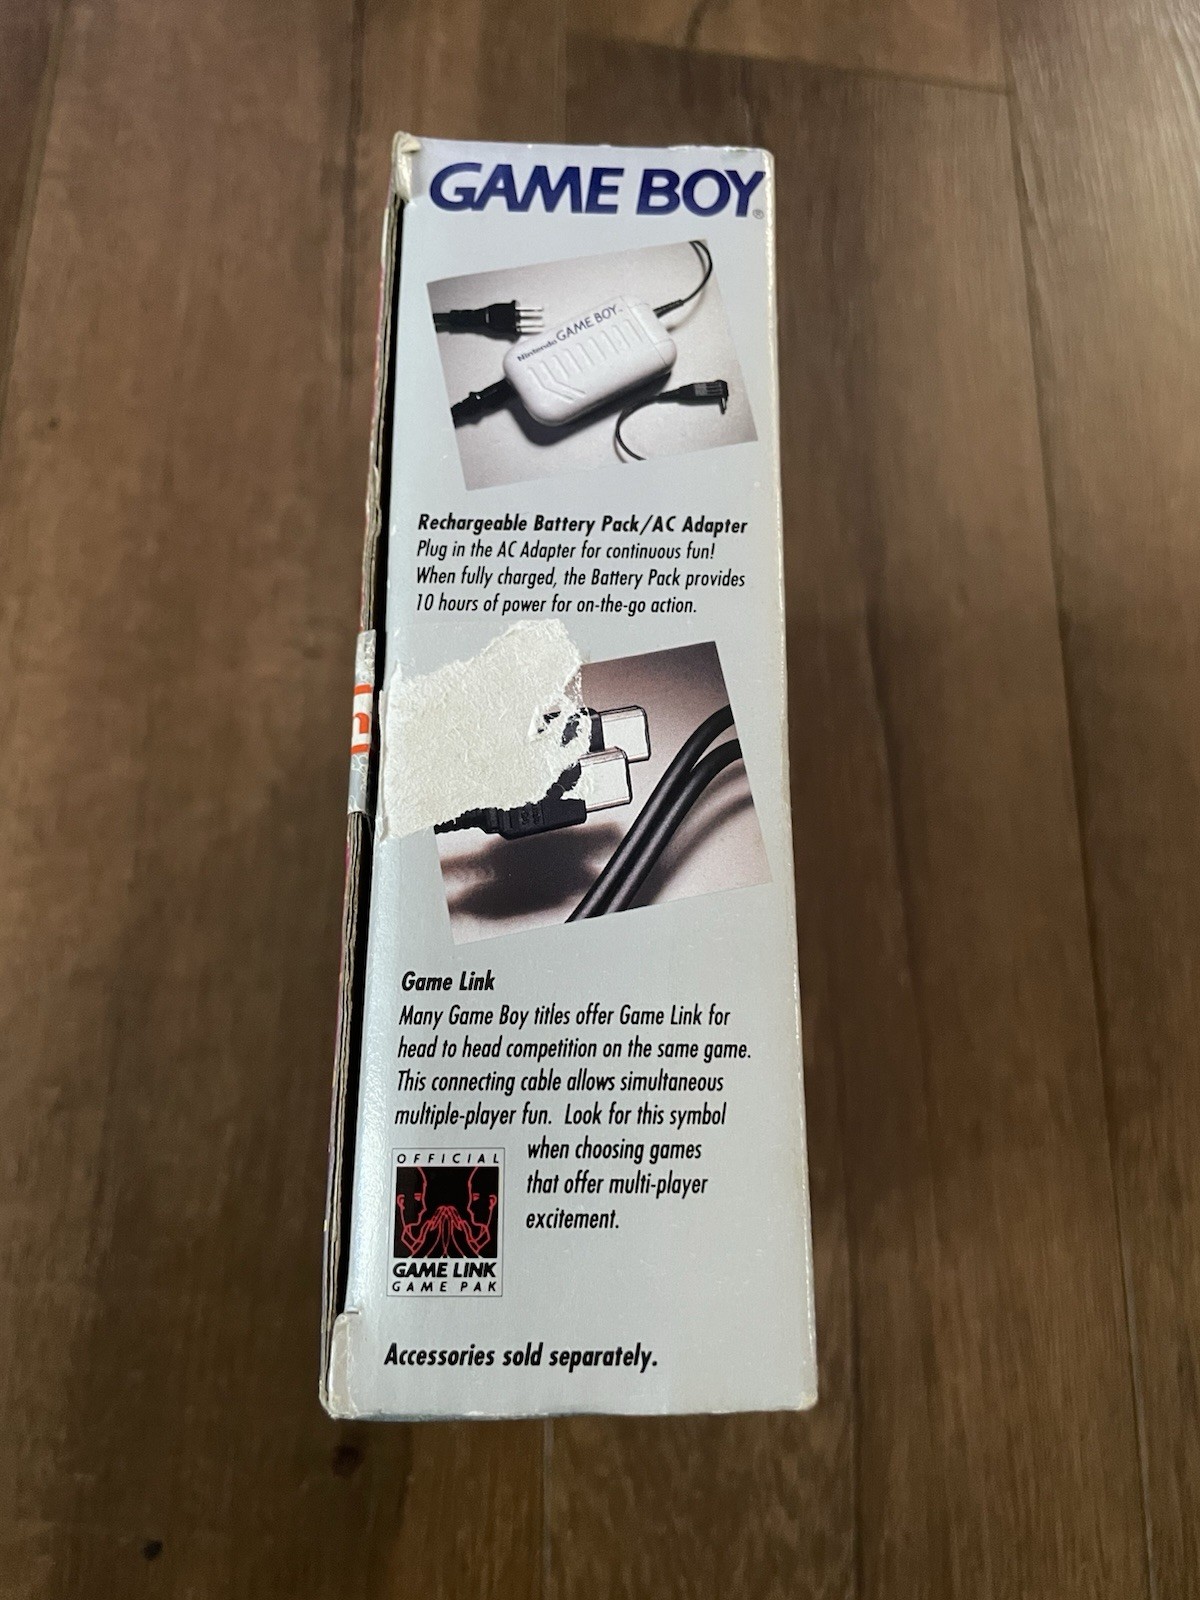 GAME BOY®
Nintendo GAME BOY™
Rechargeable Battery Pack/AC Adapter
Plug in the AC Adapter for continuous fun!
When fully charged, the Battery Pack provides
10 hours of power for on-the-go action.
Game Link
Many Game Boy titles offer Game Link for
head to head competition on the same game.
This connecting cable allows simultaneous
multiple-player fun. Look for this symbol
when choosing games
that offer multi-player
excitement.
OFFICIAL
GAME LINK
GAME PAK
Accessories sold separately.